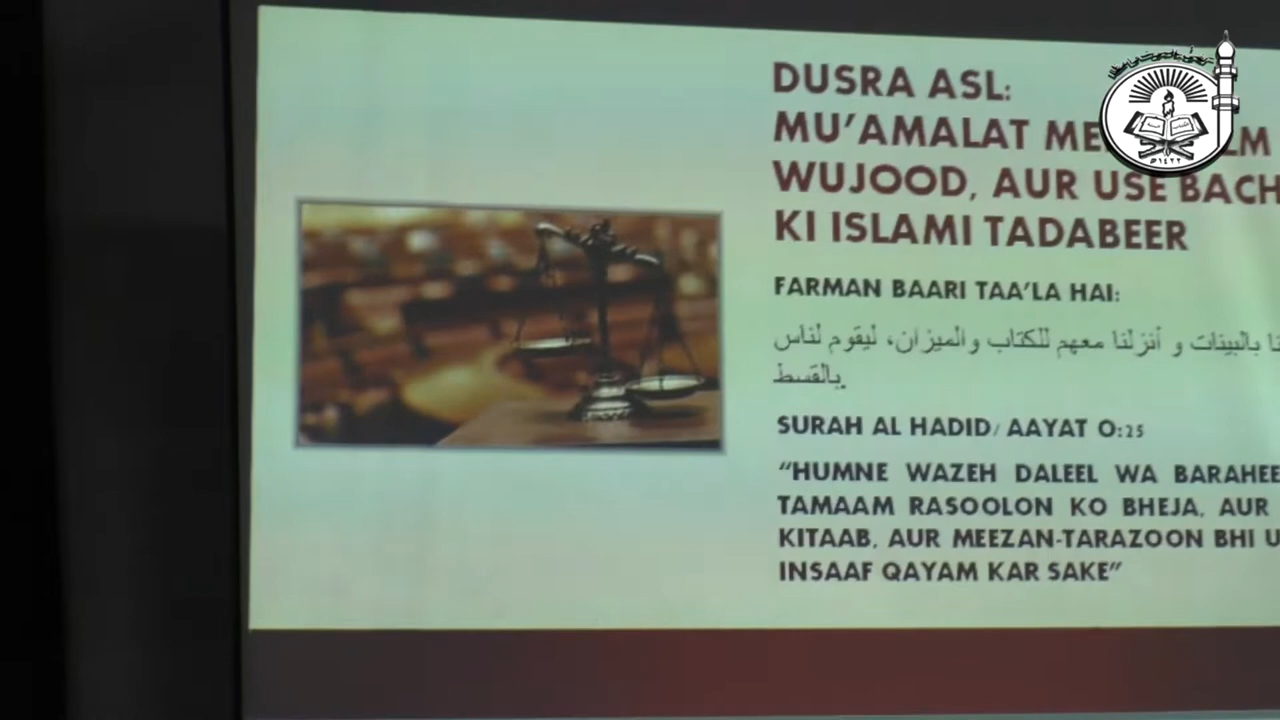 DUSRA ASL:
MU'AMALAT ME
WUJOOD, AUR USE BACH
KI ISLAMI TADABEER
FARMAN BAARI TAA'LA HAI:
بالبينات و أنزلنا معهم للكتاب والميزان، ليقوم لناس
بالقسط.
SURAH AL HADID/ AAYAT O:25
“HUMNE WAZEH DALEEL WA BARAHEE
TAMAAM RASOOLON KO BHEJA, AUR
KITAAB, AUR MEEZAN-TARAZOON BHI U
INSAAF QAYAM KAR SAKE”